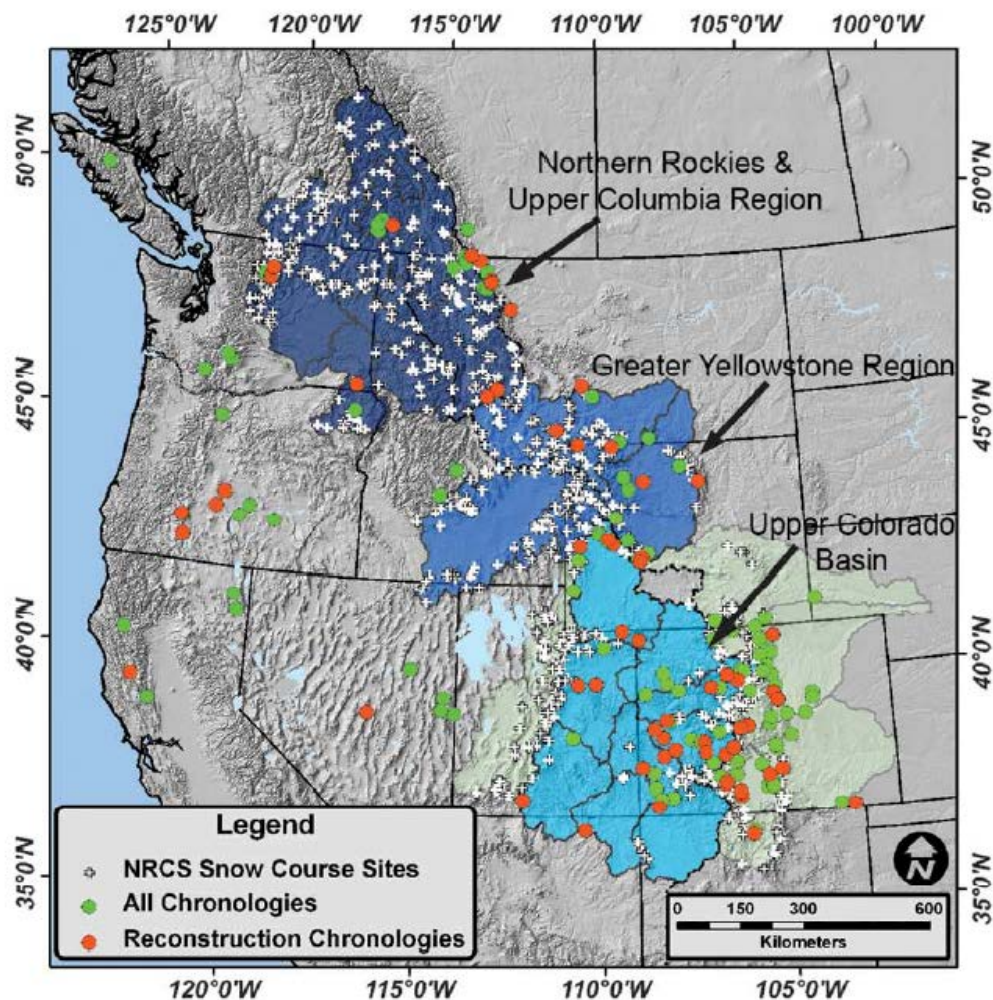 125°0'W 120°0'W 115°0'W 110°0'W 105°0'W 100°0'W
50°0'N
50°0'N
Northern Rockies &
Upper Columbia Region
Greater Yellowstone Region
45°0'N
45°0'N
Upper Colorado
Basin
40°0'N
40°0'N
Legend
NRCS Snow Course Sites
All Chronologies
Reconstruction Chronologies
35°0'N
35°0'N
N
0 150 300 600
Kilometers
120°0'W 115°0'W 110°0'W 105°0'W